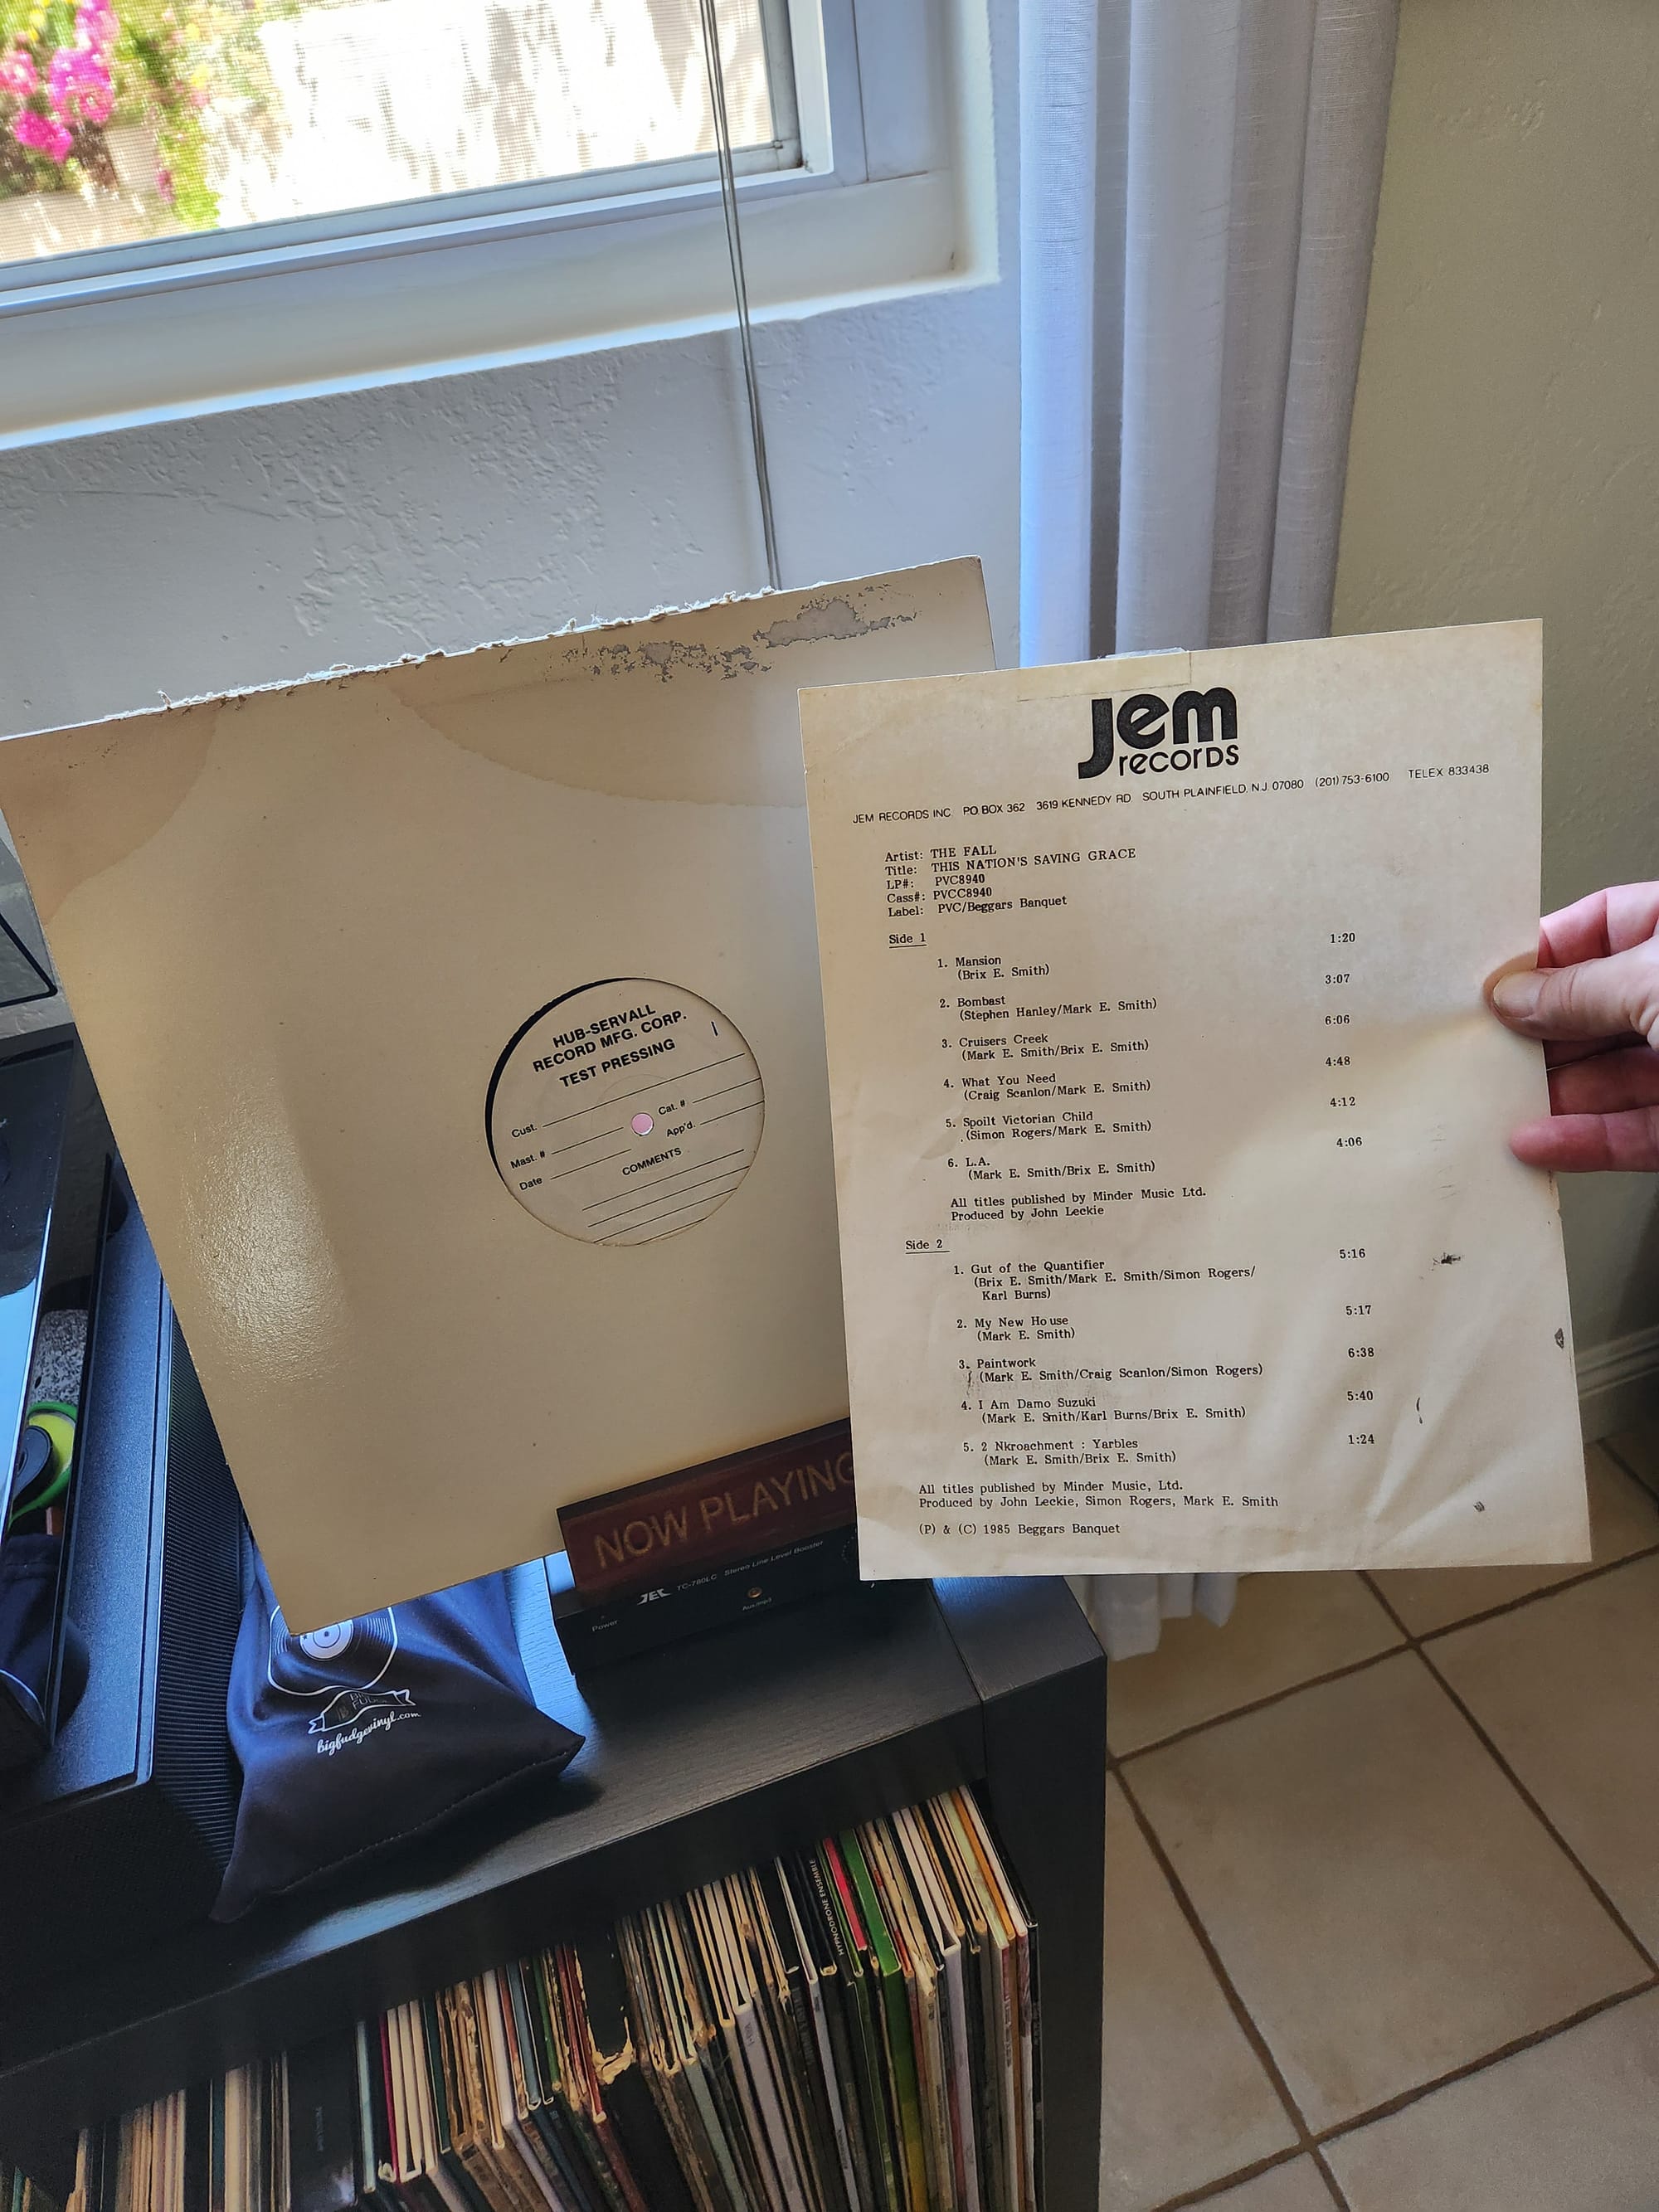 HUB-SERVALL
RECORD MFG. CORP.
TEST PRESSING
Cust.
Cat. #
Mast. #
App'd.
Date
COMMENTS
Jem
records
JEM RECORDS INC PO BOX 362 3619 KENNEDY RD SOUTH PLAINFIELD, N.J. 07080 (201) 753-6100 TELEX 833438
Artist: THE FALL
Title: THIS NATION'S SAVING GRACE
LP#: PVC8940
Cass#: PVCC8940
Label: PVC/Beggars Banquet
Side 1
1. Mansion 1:20
(Brix E. Smith)
2. Bombast 3:07
(Stephen Hanley/Mark E. Smith)
3. Cruisers Creek 6:06
(Mark E. Smith/Brix E. Smith)
4. What You Need 4:48
(Craig Scanlon/Mark E. Smith)
5. Spoilt Victorian Child 4:12
(Simon Rogers/Mark E. Smith)
6. L.A. 4:06
(Mark E. Smith/Brix E. Smith)
All titles published by Minder Music Ltd.
Produced by John Leckie
Side 2
1. Gut of the Quantifier 5:16
(Brix E. Smith/Mark E. Smith/Simon Rogers/
Karl Burns)
2. My New House 5:17
(Mark E. Smith)
3. Paintwork 6:38
(Mark E. Smith/Craig Scanlon/Simon Rogers)
4. I Am Damo Suzuki 5:40
(Mark E. Smith/Karl Burns/Brix E. Smith)
5. 2 Nkroachment : Yarbles 1:24
(Mark E. Smith/Brix E. Smith)
All titles published by Minder Music, Ltd.
Produced by John Leckie, Simon Rogers, Mark E. Smith
(P) & (C) 1985 Beggars Banquet
NOW PLAYING
TC-780LC Stereo Line Level Booster
Power
Aux/mp3
bigfudgevinyl.com
HYPNODRONE ENSEMBLE